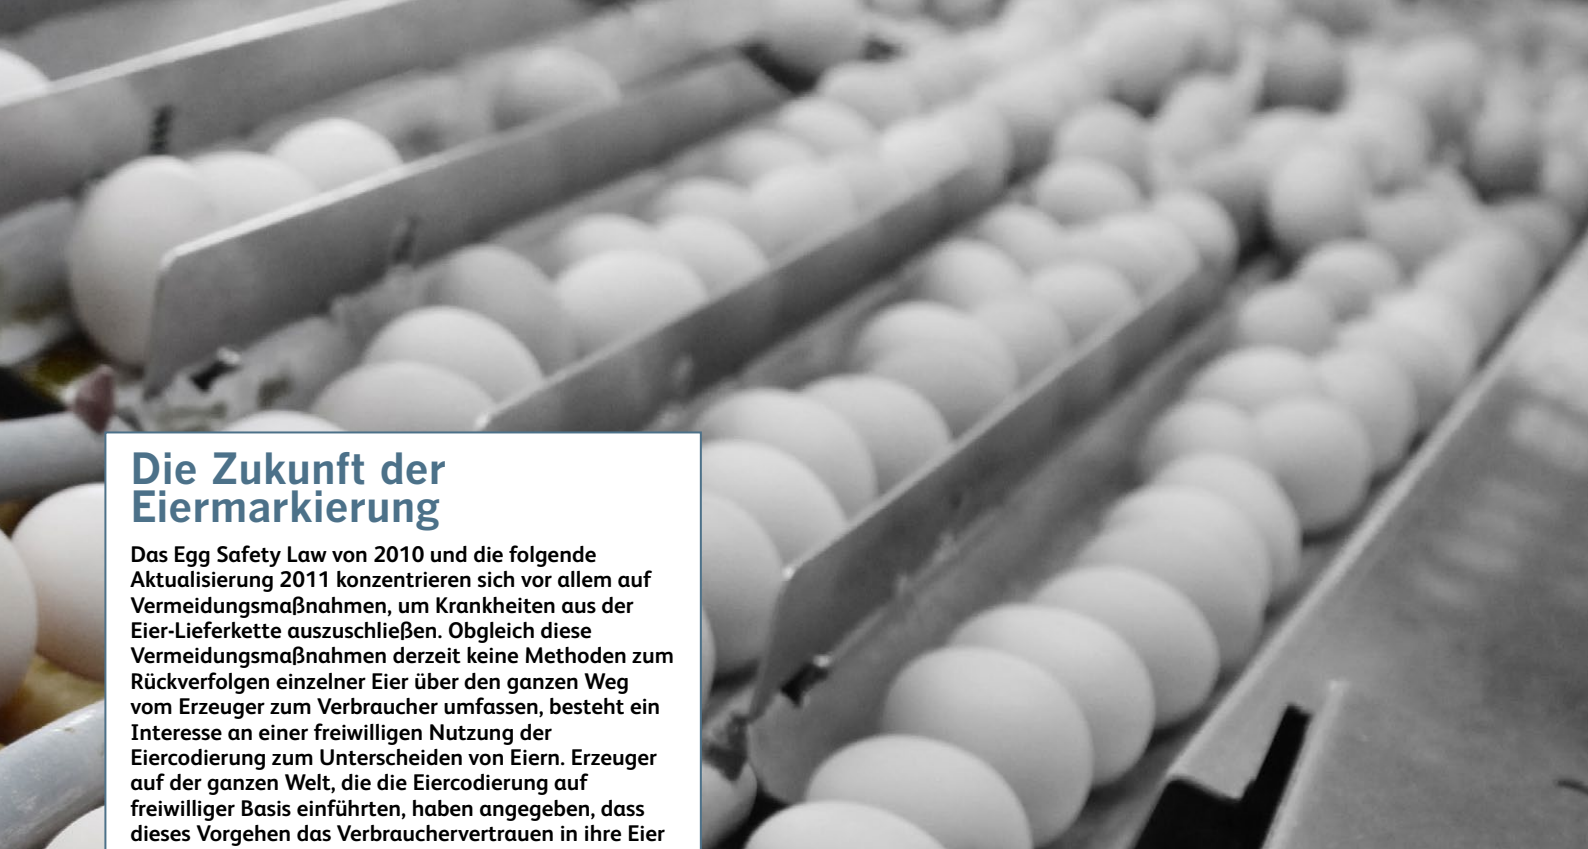 Die Zukunft der
Eiermarkierung
Das Egg Safety Law von 2010 und die folgende
Aktualisierung 2011 konzentrieren sich vor allem auf
Vermeidungsmaßnahmen, um Krankheiten aus der
Eier-Lieferkette auszuschließen. Obgleich diese
Vermeidungsmaßnahmen derzeit keine Methoden zum
Rückverfolgen einzelner Eier über den ganzen Weg
vom Erzeuger zum Verbraucher umfassen, besteht ein
Interesse an einer freiwilligen Nutzung der
Eiercodierung zum Unterscheiden von Eiern. Erzeuger
auf der ganzen Welt, die die Eiercodierung auf
freiwilliger Basis einführten, haben angegeben, dass
dieses Vorgehen das Verbrauchervertrauen in ihre Eier